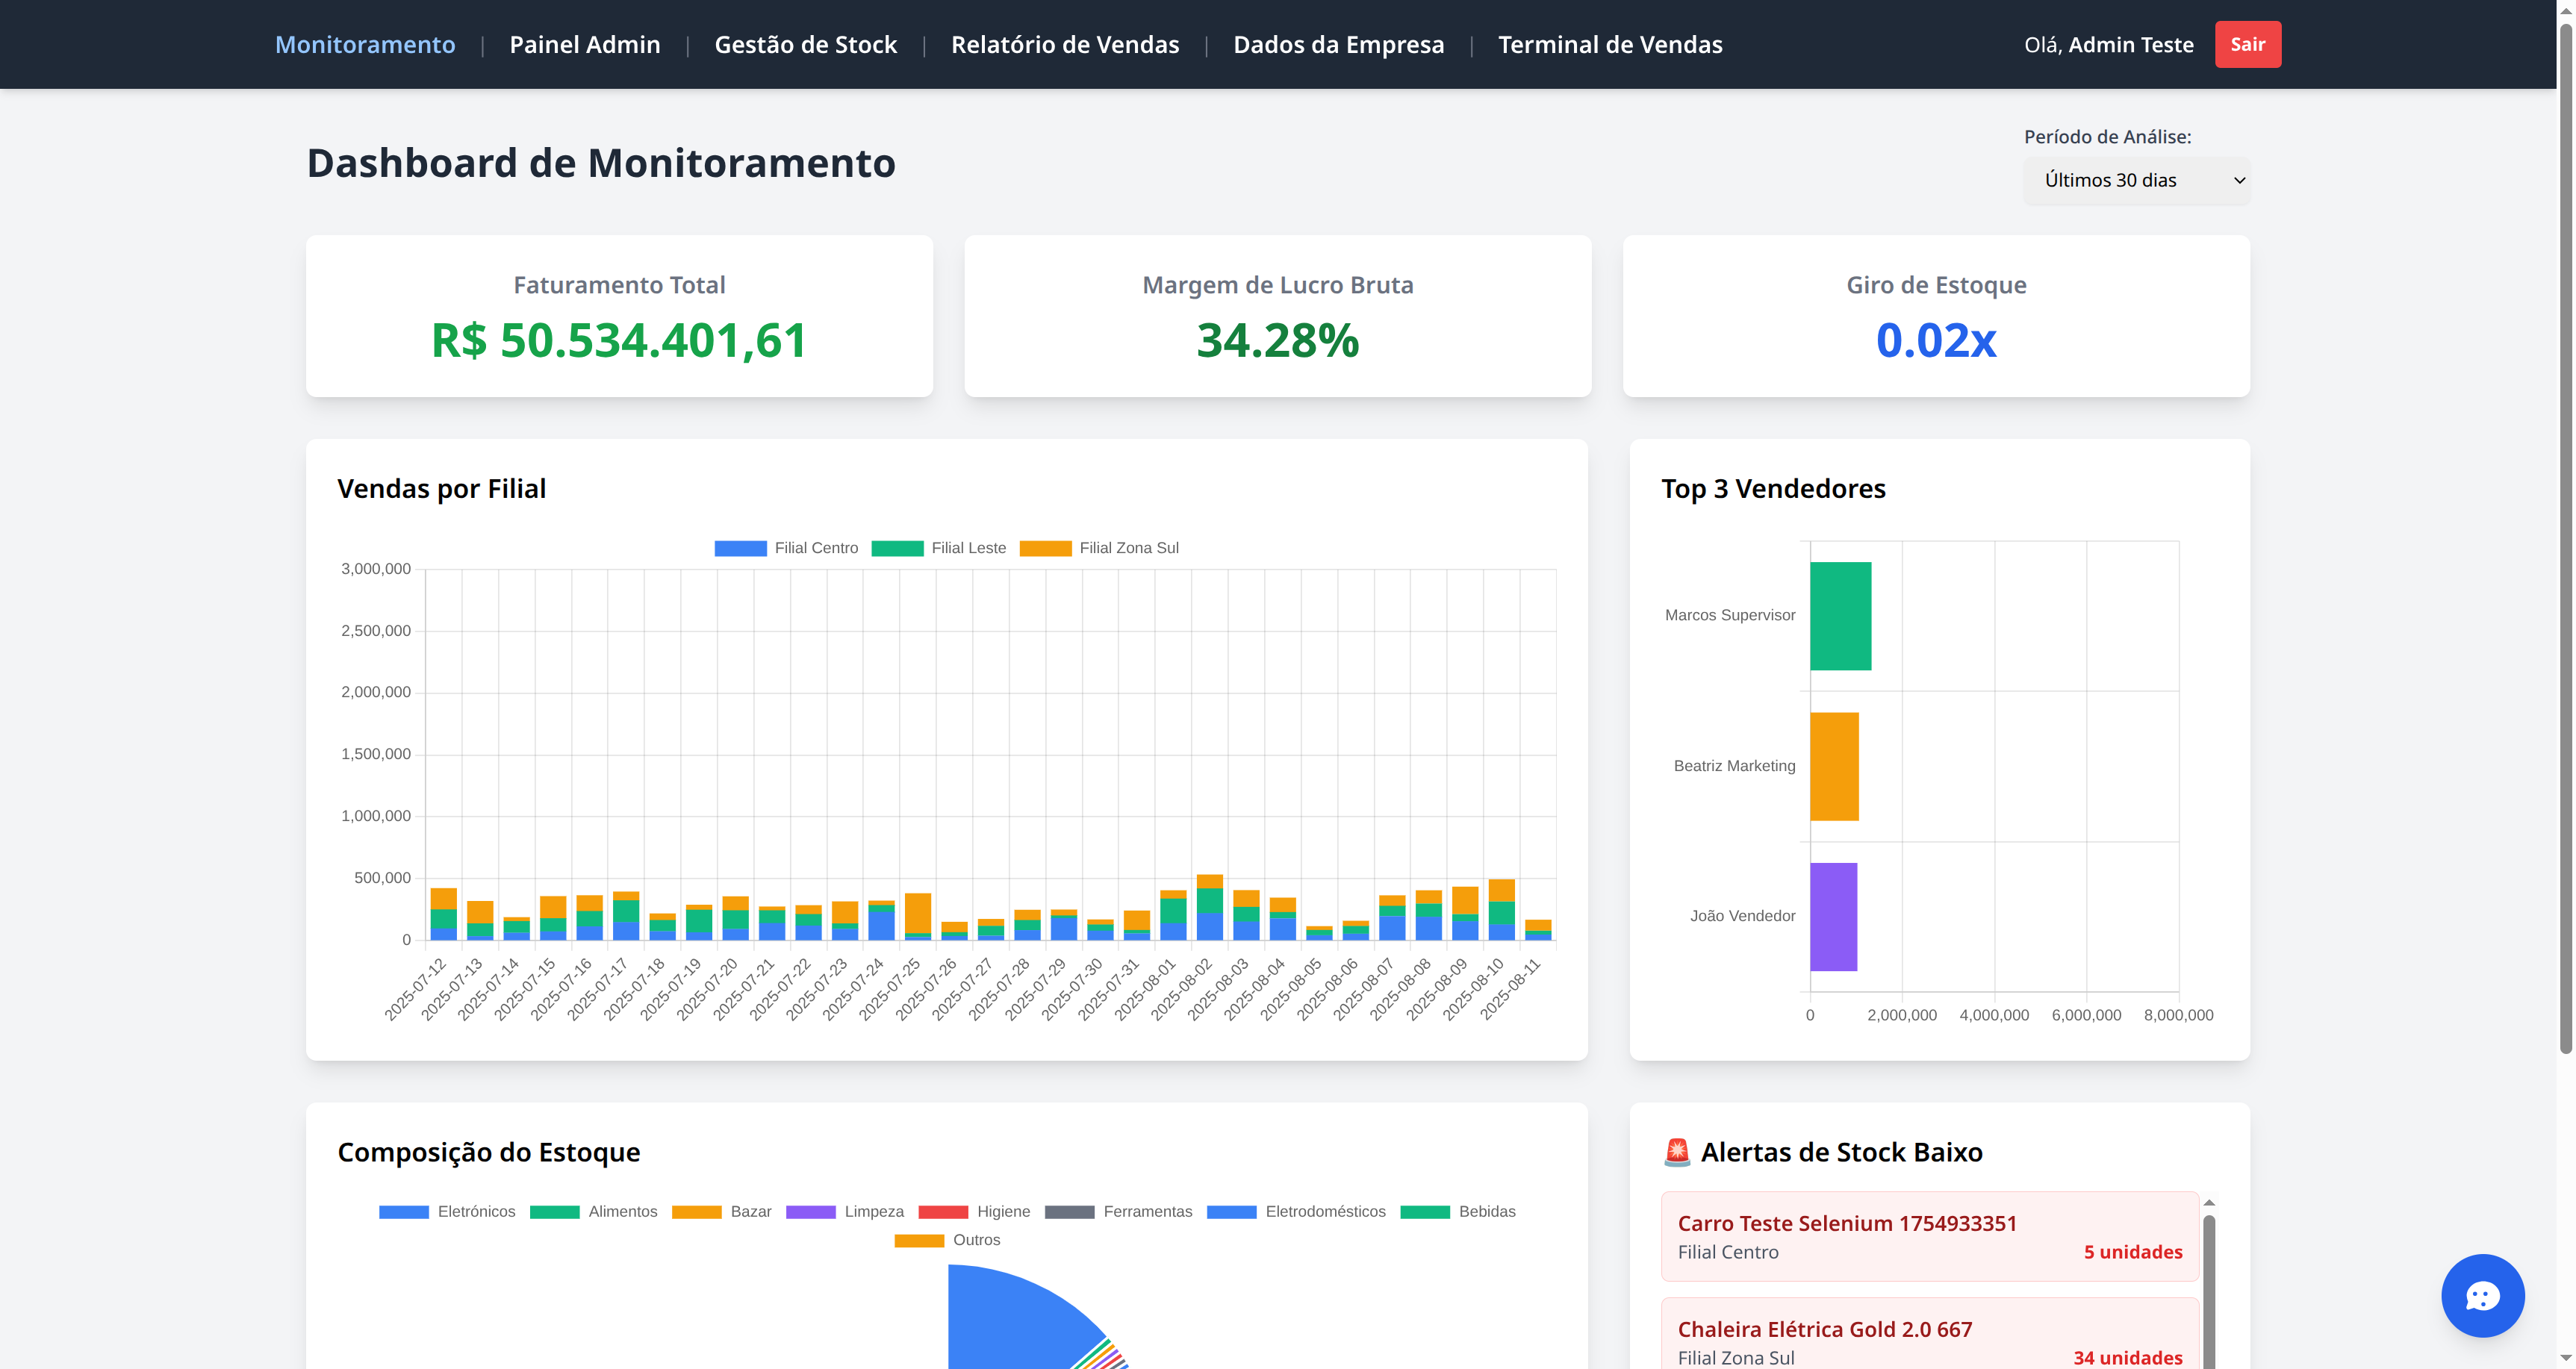 Monitoramento | Painel Admin | Gestão de Stock | Relatório de Vendas | Dados da Empresa | Terminal de Vendas
Olá, Admin Teste Sair
Dashboard de Monitoramento
Período de Análise:
Últimos 30 dias
Faturamento Total
R$ 50.534.401,61
Margem de Lucro Bruta
34.28%
Giro de Estoque
0.02x
Vendas por Filial
Filial Centro Filial Leste Filial Zona Sul
3,000,000
2,500,000
2,000,000
1,500,000
1,000,000
500,000
0
2025-07-12
2025-07-13
2025-07-14
2025-07-15
2025-07-16
2025-07-17
2025-07-18
2025-07-19
2025-07-20
2025-07-21
2025-07-22
2025-07-23
2025-07-24
2025-07-25
2025-07-26
2025-07-27
2025-07-28
2025-07-29
2025-07-30
2025-07-31
2025-08-01
2025-08-02
2025-08-03
2025-08-04
2025-08-05
2025-08-06
2025-08-07
2025-08-08
2025-08-09
2025-08-10
2025-08-11
Top 3 Vendedores
Marcos Supervisor
Beatriz Marketing
João Vendedor
0 2,000,000 4,000,000 6,000,000 8,000,000
Composição do Estoque
Eletrónicos Alimentos Bazar Limpeza Higiene Ferramentas Eletrodomésticos Bebidas
Outros
🚨 Alertas de Stock Baixo
Carro Teste Selenium 1754933351
Filial Centro 5 unidades
Chaleira Elétrica Gold 2.0 667
Filial Zona Sul 34 unidades